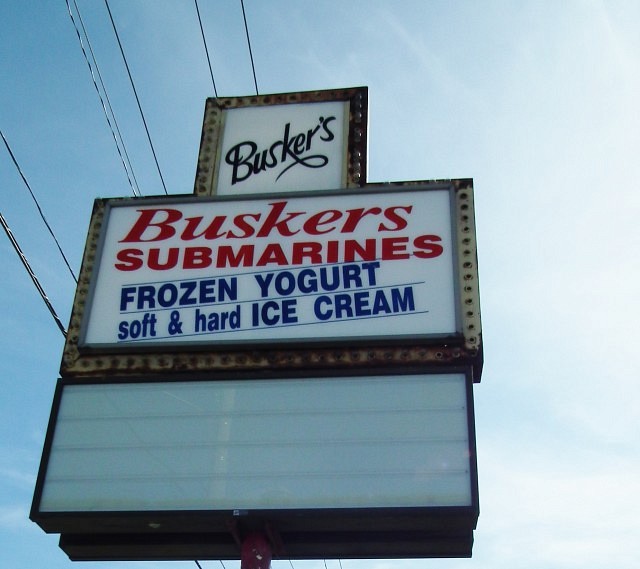 Busker's
Buskers
SUBMARINES
FROZEN YOGURT
soft & hard ICE CREAM